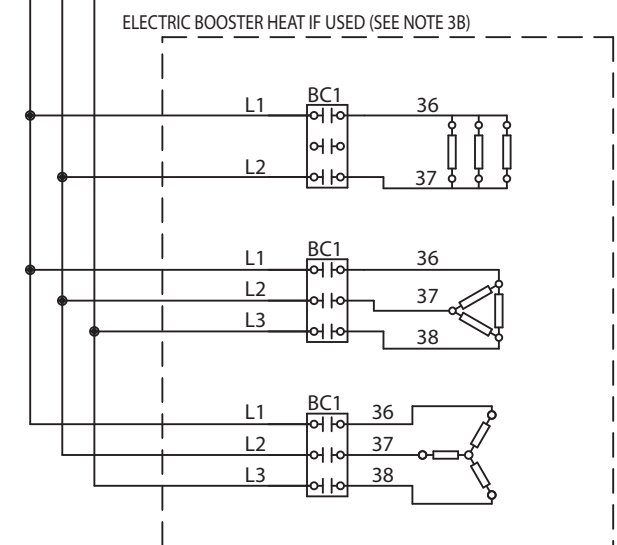 ELECTRIC BOOSTER HEAT IF USED (SEE NOTE 3B)
L1 BC1 36
L2 37
L1 BC1 36
L2 37
L3 38
L1 BC1 36
L2 37
L3 38